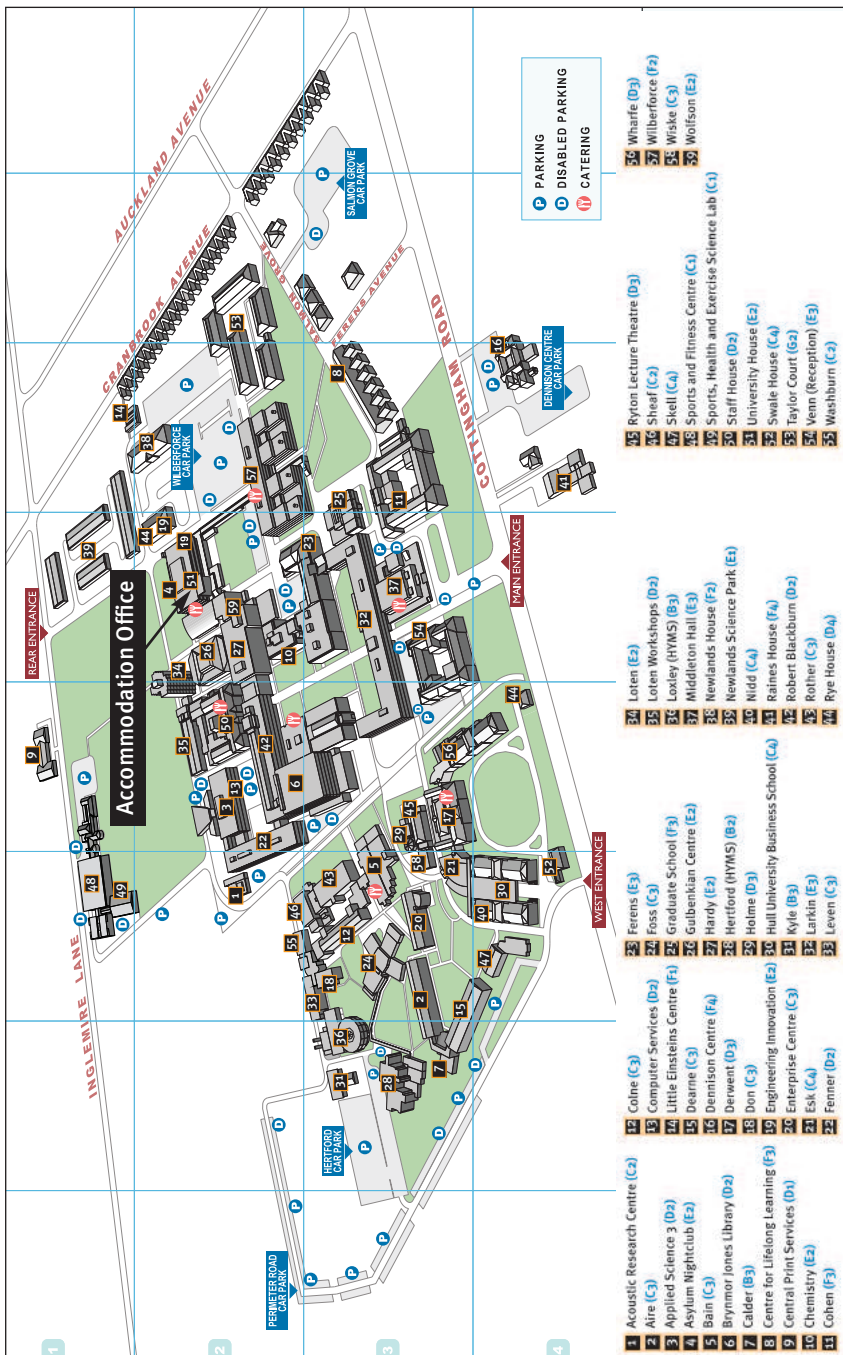 INGLEMIRE LANE
REAR ENTRANCE
CRANBROOK AVENUE
AUCKLAND AVENUE
Accommodation Office
WILBERFORCE
CAR PARK
SALMON GROVE
SALMON GROVE
CAR PARK
FERENS AVENUE
COTTINGHAM ROAD
DENNISON CENTRE
CAR PARK
MAIN ENTRANCE
WEST ENTRANCE
HERTFORD
CAR PARK
PERIMETER ROAD
CAR PARK
1
2
3
4
P PARKING
D DISABLED PARKING
CATERING
1 Acoustic Research Centre (C2)
2 Aire (C3)
3 Applied Science 3 (D2)
4 Asylum Nightclub (E2)
5 Bain (C3)
6 Brynmor Jones Library (D2)
7 Calder (B3)
8 Centre for Lifelong Learning (F3)
9 Central Print Services (D1)
10 Chemistry (E2)
11 Cohen (F3)
12 Colne (C3)
13 Computer Services (D2)
14 Little Einsteins Centre (F1)
15 Dearne (C3)
16 Dennison Centre (F4)
17 Derwent (D3)
18 Don (C3)
19 Engineering Innovation (E2)
20 Enterprise Centre (C3)
21 Esk (C4)
22 Fenner (D2)
23 Ferens (E3)
24 Foss (C3)
25 Graduate School (F3)
26 Gulbenkian Centre (E2)
27 Hardy (E2)
28 Hertford (HYMS) (B2)
29 Holme (D3)
30 Hull University Business School (C4)
31 Kyle (B3)
32 Larkin (E3)
33 Leven (C3)
34 Loten (E2)
35 Loten Workshops (D2)
36 Loxley (HYMS) (B3)
37 Middleton Hall (E3)
38 Newlands House (F2)
39 Newlands Science Park (E1)
40 Nidd (C4)
41 Raines House (F4)
42 Robert Blackburn (D2)
43 Rother (C3)
44 Rye House (D4)
45 Ryton Lecture Theatre (D3)
46 Sheaf (C2)
47 Skell (C4)
48 Sports and Fitness Centre (C1)
49 Sports, Health and Exercise Science Lab (C1)
50 Staff House (D2)
51 University House (E2)
52 Swale House (C4)
53 Taylor Court (G2)
54 Venn (Reception) (E3)
55 Washburn (C2)
56 Wharfe (D3)
57 Wilberforce (F2)
58 Wiske (C3)
59 Wolfson (E2)